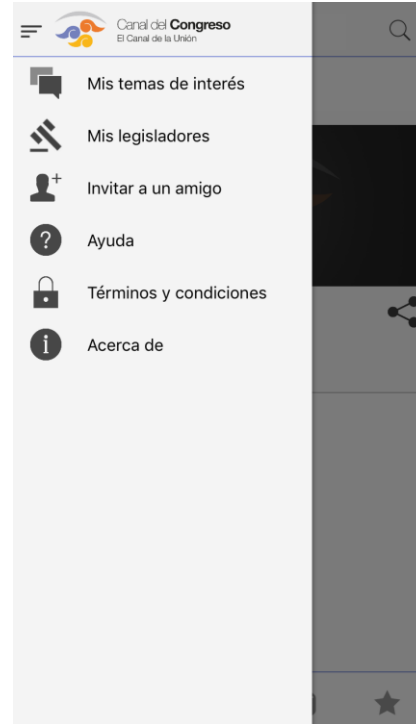 Canal del Congreso
El Canal de la Unión
Mis temas de interés
Mis legisladores
Invitar a un amigo
Ayuda
Términos y condiciones
Acerca de